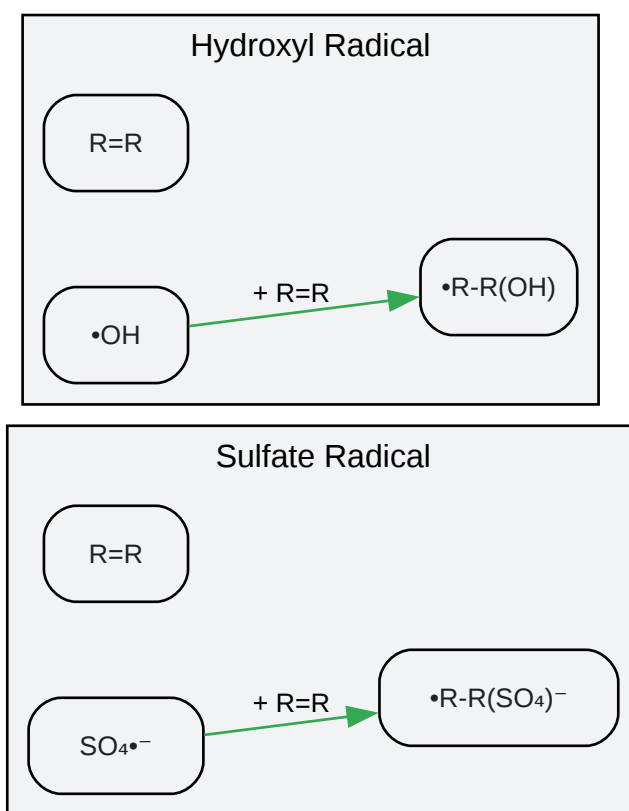 Hydroxyl Radical
R=R
+ R=R
•R-R(OH)
•OH
Sulfate Radical
R=R
+ R=R
•R-R(SO₄)⁻
SO₄•⁻